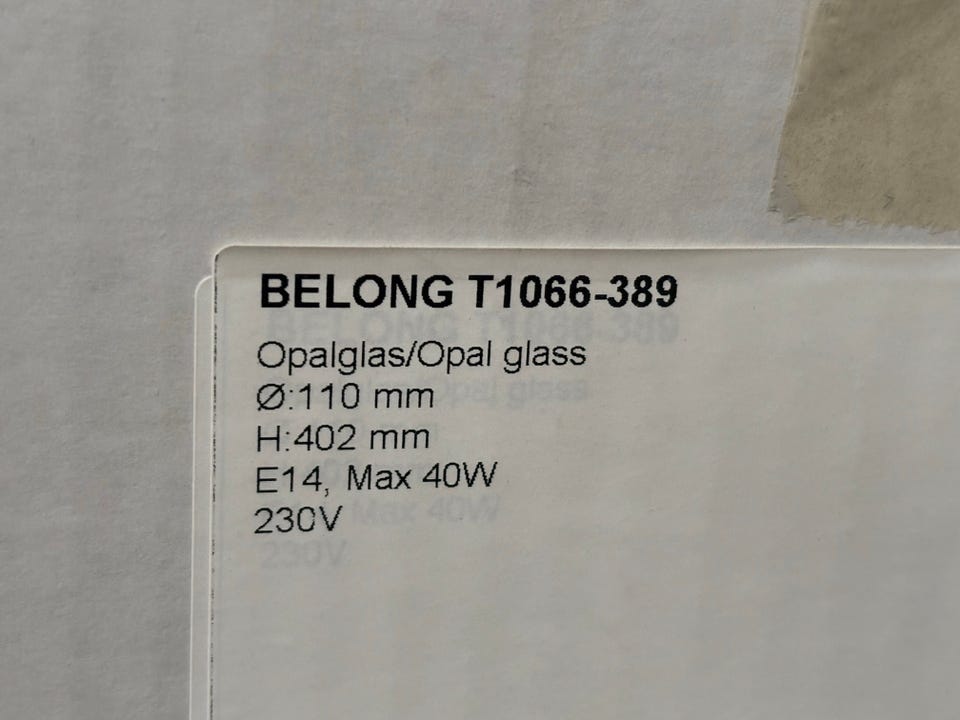 BELONG T1066-389
Opalglas/Opal glass
Ø:110 mm
H:402 mm
E14, Max 40W
230V